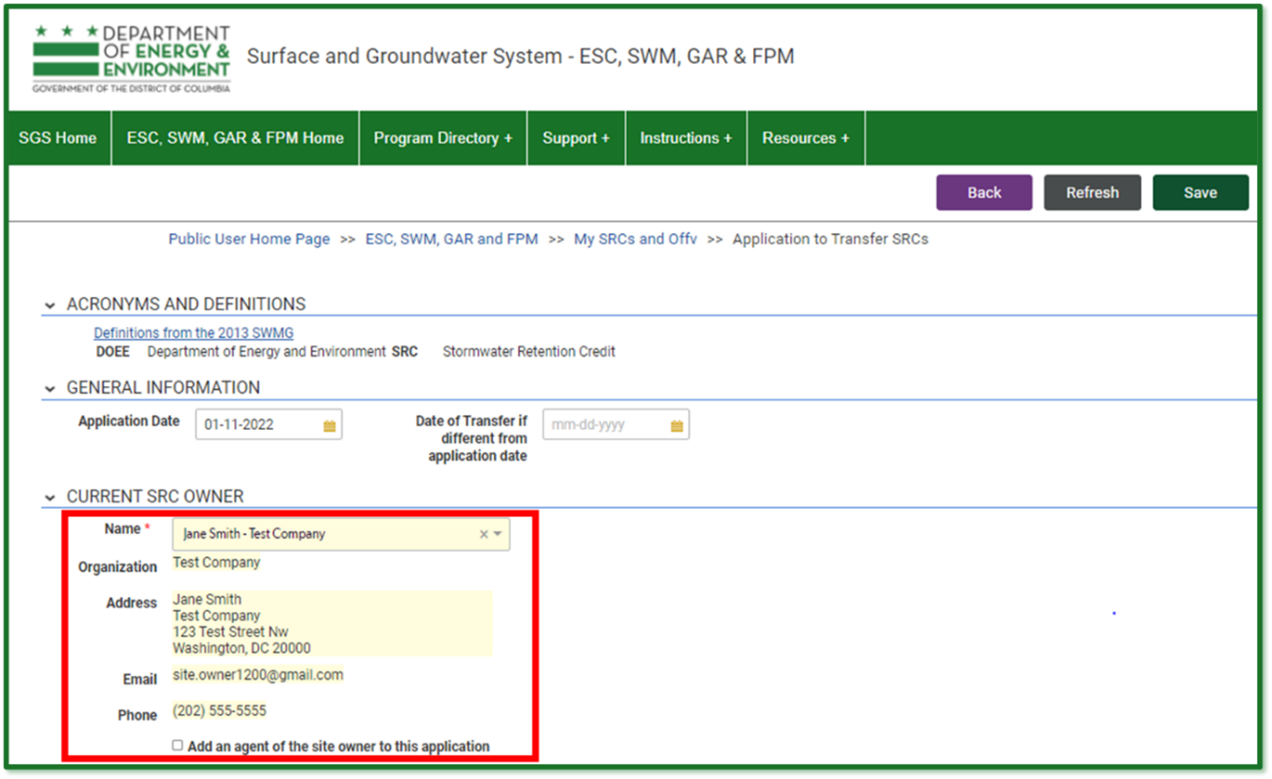 DEPARTMENT
OF ENERGY &
ENVIRONMENT
GOVERNMENT OF THE DISTRICT OF COLUMBIA
Surface and Groundwater System - ESC, SWM, GAR & FPM
SGS Home ESC, SWM, GAR & FPM Home Program Directory + Support + Instructions + Resources +
Back Refresh Save
Public User Home Page >> ESC, SWM, GAR and FPM >> My SRCs and Offv >> Application to Transfer SRCs
ACRONYMS AND DEFINITIONS
Definitions from the 2013 SWMG
DOEE Department of Energy and Environment SRC Stormwater Retention Credit
GENERAL INFORMATION
Application Date 01-11-2022 Date of Transfer if mm-dd-yyyy
different from
application date
CURRENT SRC OWNER
Name * Jane Smith - Test Company
Organization Test Company
Address Jane Smith
Test Company
123 Test Street Nw
Washington, DC 20000
Email site.owner1200@gmail.com
Phone (202) 555-5555
Add an agent of the site owner to this application